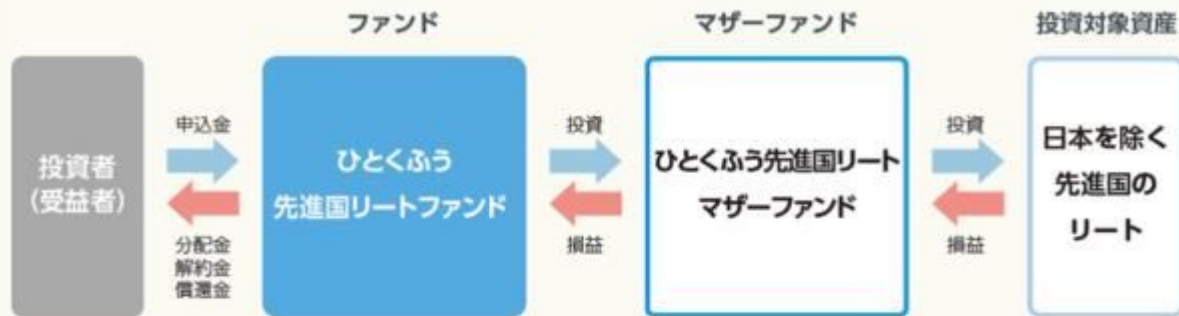 ファンド
マザーファンド
投資対象資産
投資者
(受益者)
申込金
分配金
解約金
償還金
ひとくふう
先進国リートファンド
投資
損益
ひとくふう先進国リート
マザーファンド
投資
損益
日本を除く
先進国の
リート